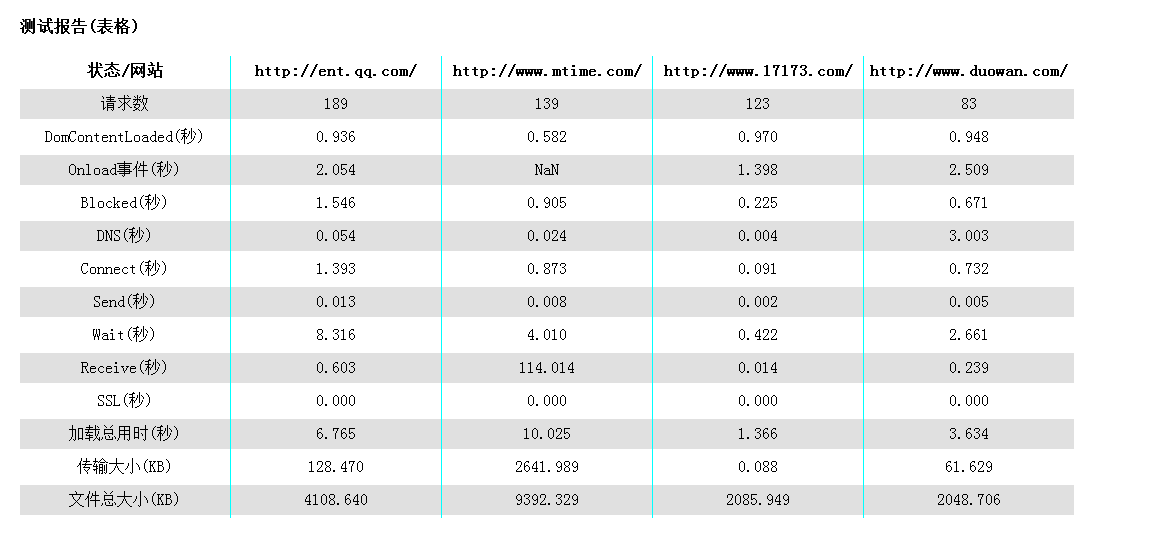 测试报告(表格)
状态/网站 http://ent.qq.com/ http://www.mtime.com/ http://www.17173.com/ http://www.duowan.com/
请求数 189 139 123 83
DomContentLoaded(秒) 0.936 0.582 0.970 0.948
Onload事件(秒) 2.054 NaN 1.398 2.509
Blocked(秒) 1.546 0.905 0.225 0.671
DNS(秒) 0.054 0.024 0.004 3.003
Connect(秒) 1.393 0.873 0.091 0.732
Send(秒) 0.013 0.008 0.002 0.005
Wait(秒) 8.316 4.010 0.422 2.661
Receive(秒) 0.603 114.014 0.014 0.239
SSL(秒) 0.000 0.000 0.000 0.000
加载总用时(秒) 6.765 10.025 1.366 3.634
传输大小(KB) 128.470 2641.989 0.088 61.629
文件总大小(KB) 4108.640 9392.329 2085.949 2048.706